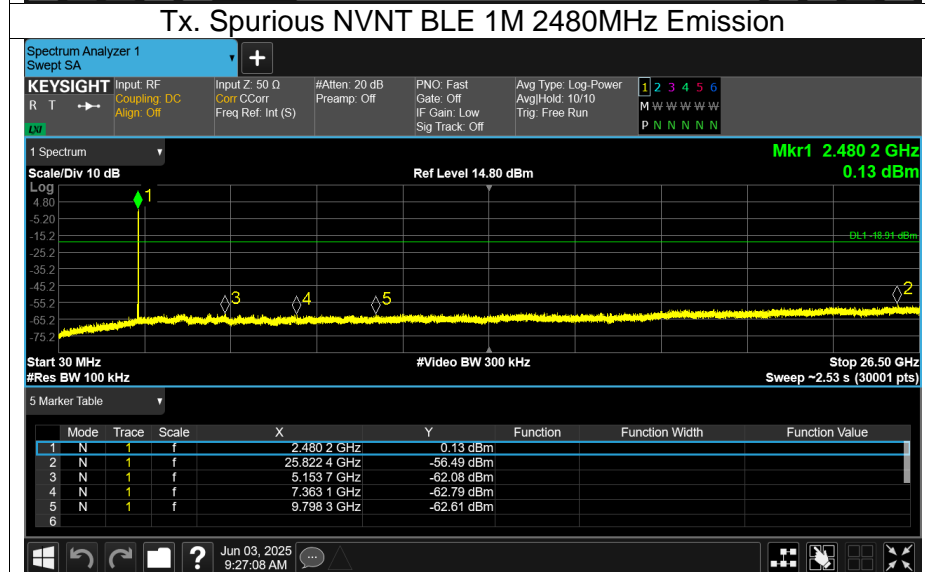 Tx. Spurious NVNT BLE 1M 2480MHz Emission
Spectrum Analyzer 1
Swept SA
+
KEYSIGHT Input: RF Input Z: 50 Ω #Atten: 20 dB PNO: Fast Avg Type: Log-Power 1 2 3 4 5 6
R T Coupling: DC Corr CCorr Preamp: Off Gate: Off Avg|Hold: 10/10 M W W W W W
Align: Off Freq Ref: Int (S) IF Gain: Low Trig: Free Run
LXI Sig Track: Off P N N N N N
1 Spectrum Mkr1 2.480 2 GHz
Scale/Div 10 dB Ref Level 14.80 dBm 0.13 dBm
Log
1
4.80
-5.20
-15.2 DL1 -18.91 dBm
-25.2
-35.2
-45.2
2
-55.2 3 4 5
-65.2
-75.2
Start 30 MHz #Video BW 300 kHz Stop 26.50 GHz
#Res BW 100 kHz Sweep ~2.53 s (30001 pts)
5 Marker Table
Mode Trace Scale X Y Function Function Width Function Value
1 N 1 f 2.480 2 GHz 0.13 dBm
2 N 1 f 25.822 4 GHz -56.49 dBm
3 N 1 f 5.153 7 GHz -62.08 dBm
4 N 1 f 7.363 1 GHz -62.79 dBm
5 N 1 f 9.798 3 GHz -62.61 dBm
6
? Jun 03, 2025
9:27:08 AM